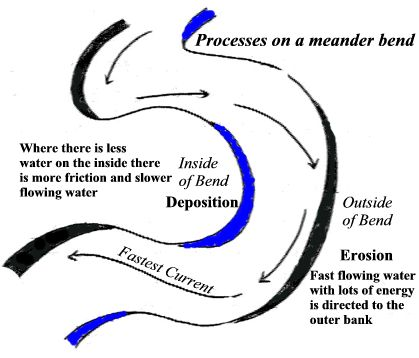 Processes on a meander bend
Where there is less
water on the inside there
is more friction and slower
flowing water
Inside
of Bend
Deposition
Outside
of Bend
Erosion
Fast flowing water
with lots of energy
is directed to the
outer bank
Fastest Current